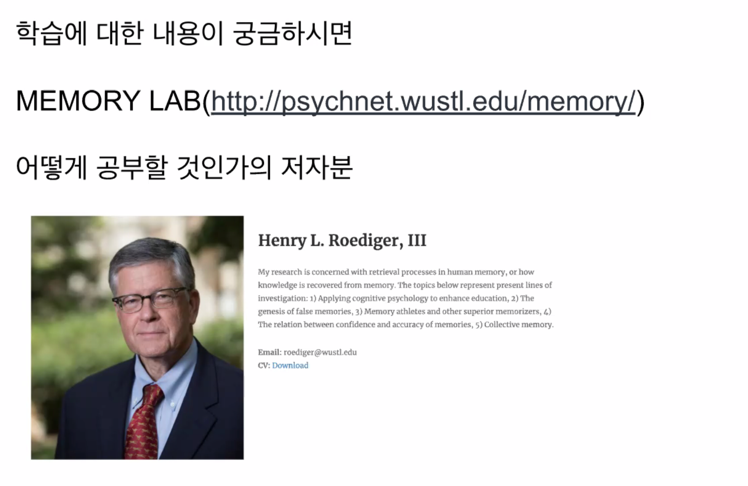 학습에 대한 내용이 궁금하시면
MEMORY LAB(http://psychnet.wustl.edu/memory/)
어떻게 공부할 것인가의 저자분
Henry L. Roediger, III
My research is concerned with retrieval processes in human memory, or how
knowledge is recovered from memory. The topics below represent present lines of
investigation: 1) Applying cognitive psychology to enhance education, 2) The
genesis of false memories, 3) Memory athletes and other superior memorizers, 4)
The relation between confidence and accuracy of memories, 5) Collective memory.
Email: roediger@wustl.edu
CV: Download